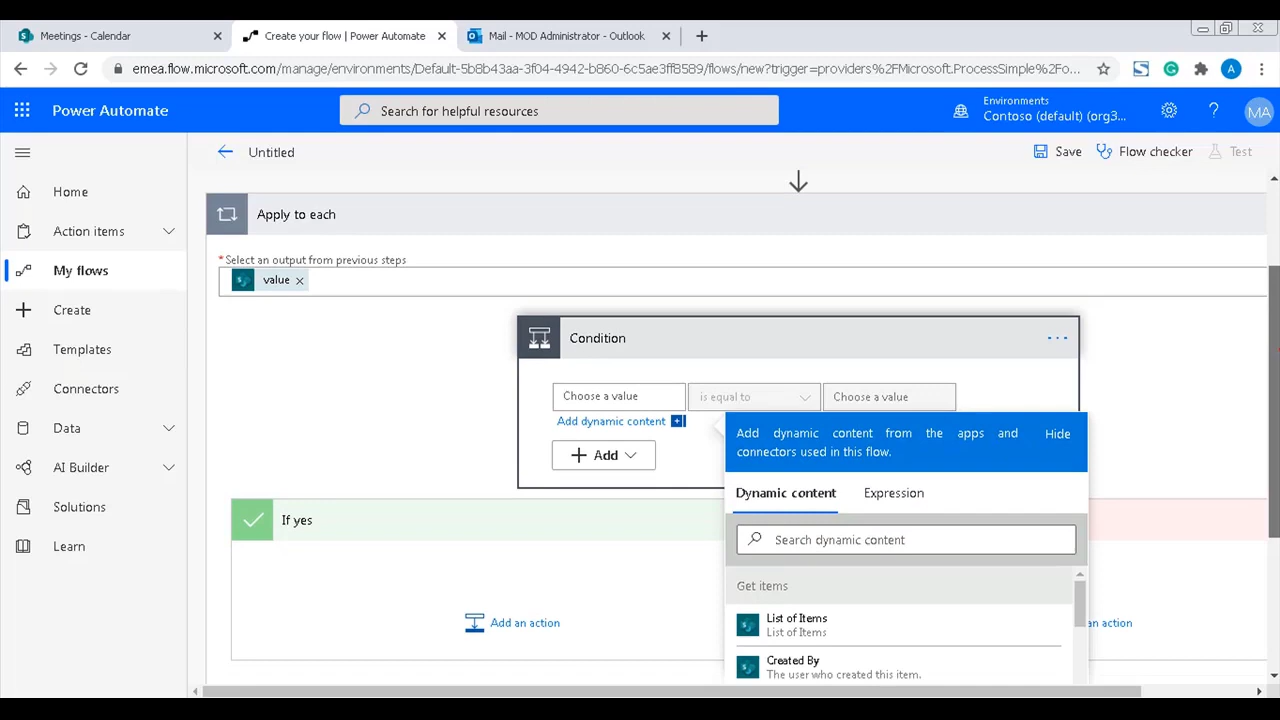 Meetings - Calendar
Create your flow | Power Automate
Mail - MOD Administrator - Outlook
emea.flow.microsoft.com/manage/environments/Default-5b8b43aa-3f04-4942-b860-6c5ae3ff8589/flows/new?trigger=providers%2FMicrosoft.ProcessSimple%2Fo...
A
Power Automate
Search for helpful resources
Environments
Contoso (default) (org3...
?
MA
Untitled
Save
Flow checker
Test
Home
Action items
My flows
Create
Templates
Connectors
Data
AI Builder
Solutions
Learn
Apply to each
* Select an output from previous steps
value
Condition
...
Choose a value
is equal to
Choose a value
Add dynamic content
Add
If yes
Add an action
Add dynamic content from the apps and
connectors used in this flow.
Hide
Dynamic content
Expression
Search dynamic content
Get items
List of Items
List of Items
Created By
The user who created this item.
an action